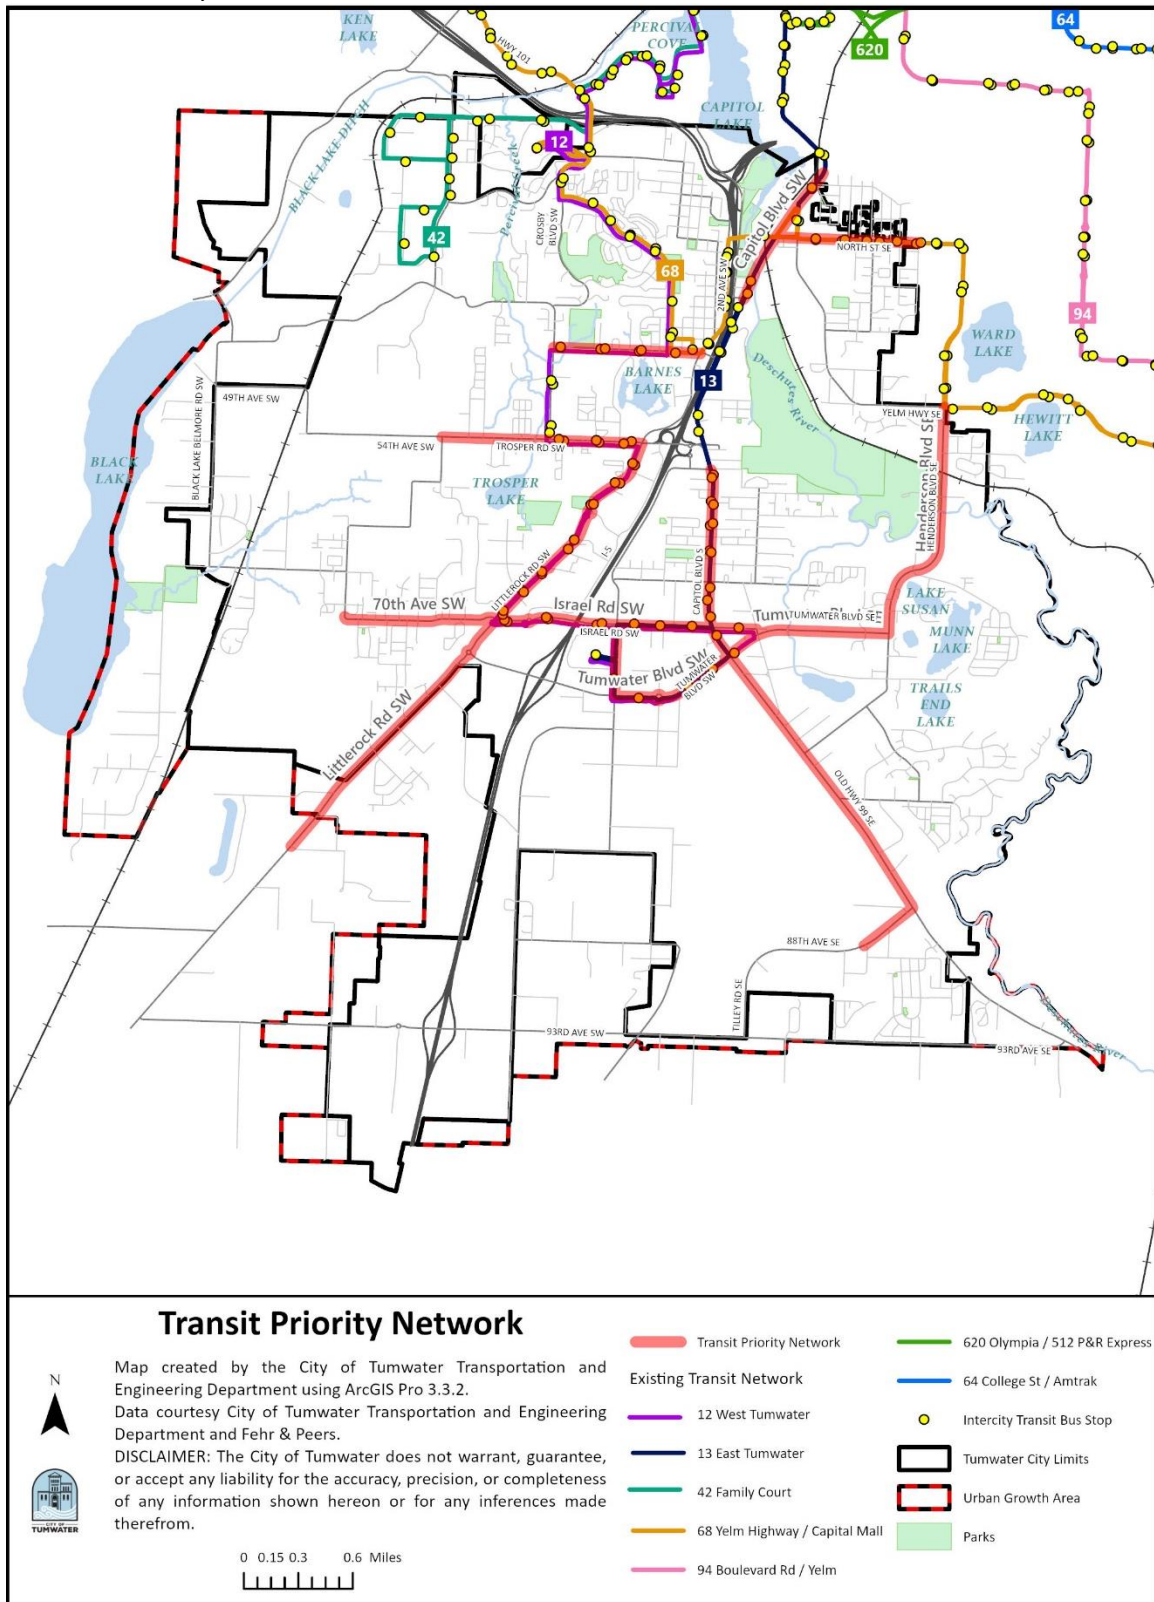 KEN
LAKE
PERCIVAL
COVE
64
620
HWY 101
CAPITOL
LAKE
BLACK LAKE DITCH
12
Percival Creek
Capitol Blvd SW
42
CROSBY
BLVD SW
NORTH ST SE
68
2ND AVE SW
94
WARD
LAKE
BARNES
LAKE
13
Deschutes
River
49TH AVE SW
BLACK LAKE BELMORE RD SW
YELM HWY SE
HEWITT
LAKE
Henderson Blvd SE
HENDERSON BLVD SE
54TH AVE SW
TROSPER RD SW
BLACK
LAKE
TROSPER
LAKE
I-5
LITTLEROCK RD SW
CAPITOL BLVD S
70th Ave SW
Israel Rd SW
ISRAEL RD SW
TUMWATER BLVD SE
LAKE
SUSAN
MUNN
LAKE
Tumwater Blvd SW
TUMWATER
BLVD SW
TRAILS
END
LAKE
Littlerock Rd SW
OLD HWY 99 SE
88TH AVE SE
TILLEY RD SE
93RD AVE SW
93RD AVE SE
Deschutes River
Transit Priority Network
N
Map created by the City of Tumwater Transportation and
Engineering Department using ArcGIS Pro 3.3.2.
Data courtesy City of Tumwater Transportation and Engineering
Department and Fehr & Peers.
DISCLAIMER: The City of Tumwater does not warrant, guarantee,
or accept any liability for the accuracy, precision, or completeness
of any information shown hereon or for any inferences made
therefrom.
CITY OF
TUMWATER
0 0.15 0.3 0.6 Miles
Transit Priority Network
Existing Transit Network
12 West Tumwater
13 East Tumwater
42 Family Court
68 Yelm Highway / Capital Mall
94 Boulevard Rd / Yelm
620 Olympia / 512 P&R Express
64 College St / Amtrak
Intercity Transit Bus Stop
Tumwater City Limits
Urban Growth Area
Parks